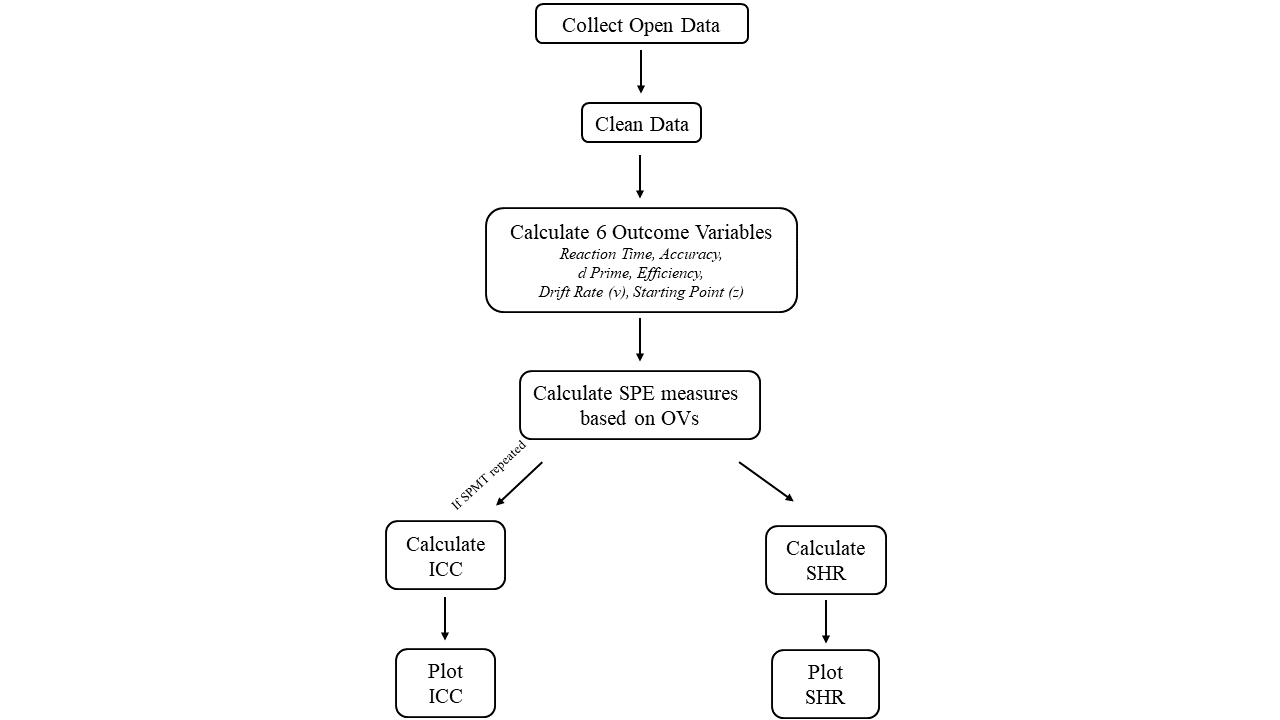 Collect Open Data
Clean Data
Calculate 6 Outcome Variables
Reaction Time, Accuracy,
d Prime, Efficiency,
Drift Rate (v), Starting Point (z)
Calculate SPE measures
based on OVs
If SPMT repeated
Calculate
ICC
Calculate
SHR
Plot
ICC
Plot
SHR